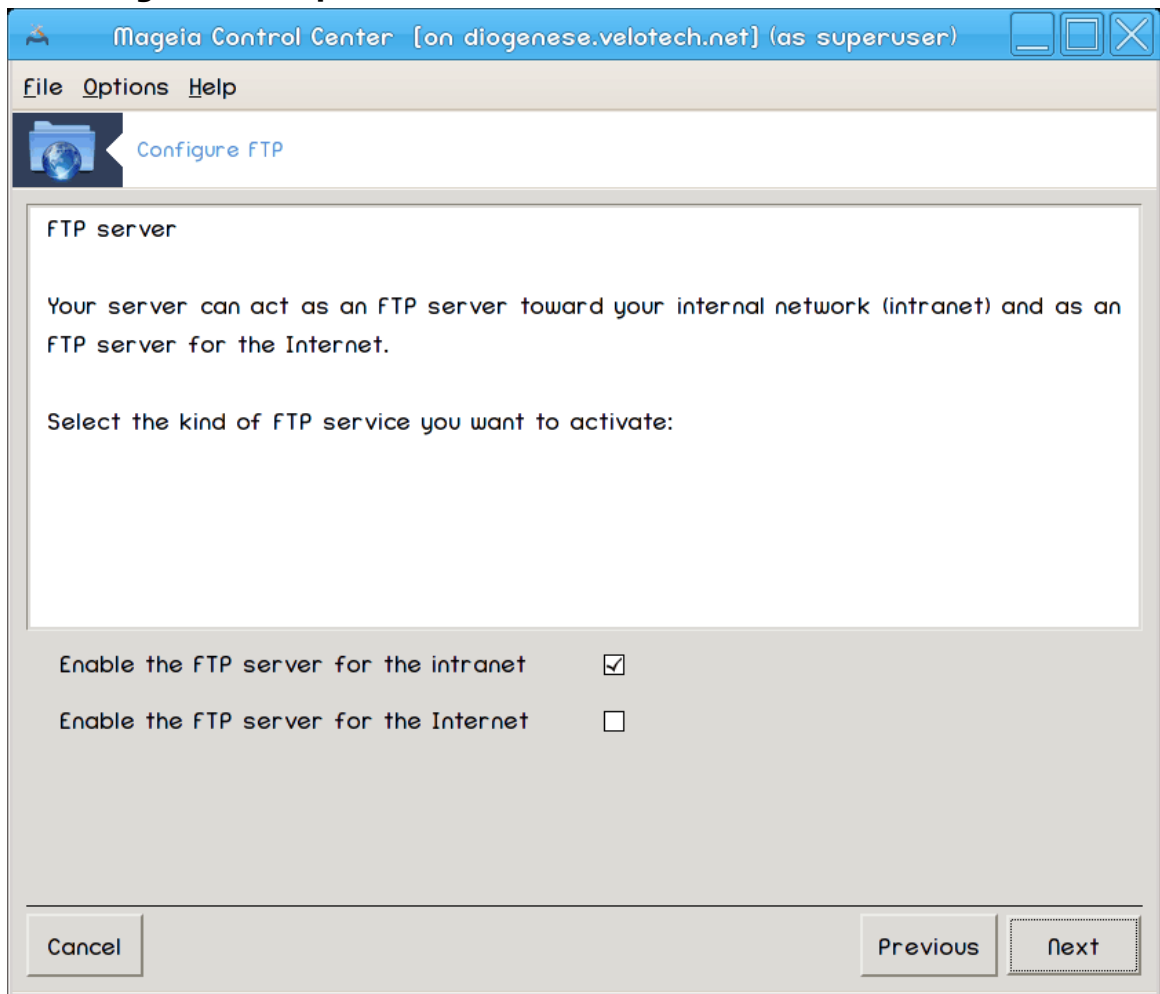 Mageia Control Center [on diogenese.velotech.net] (as superuser)
File Options Help
Configure FTP
FTP server
Your server can act as an FTP server toward your internal network (intranet) and as an
FTP server for the Internet.
Select the kind of FTP service you want to activate:
Enable the FTP server for the intranet
Enable the FTP server for the Internet
Cancel
Previous
Next